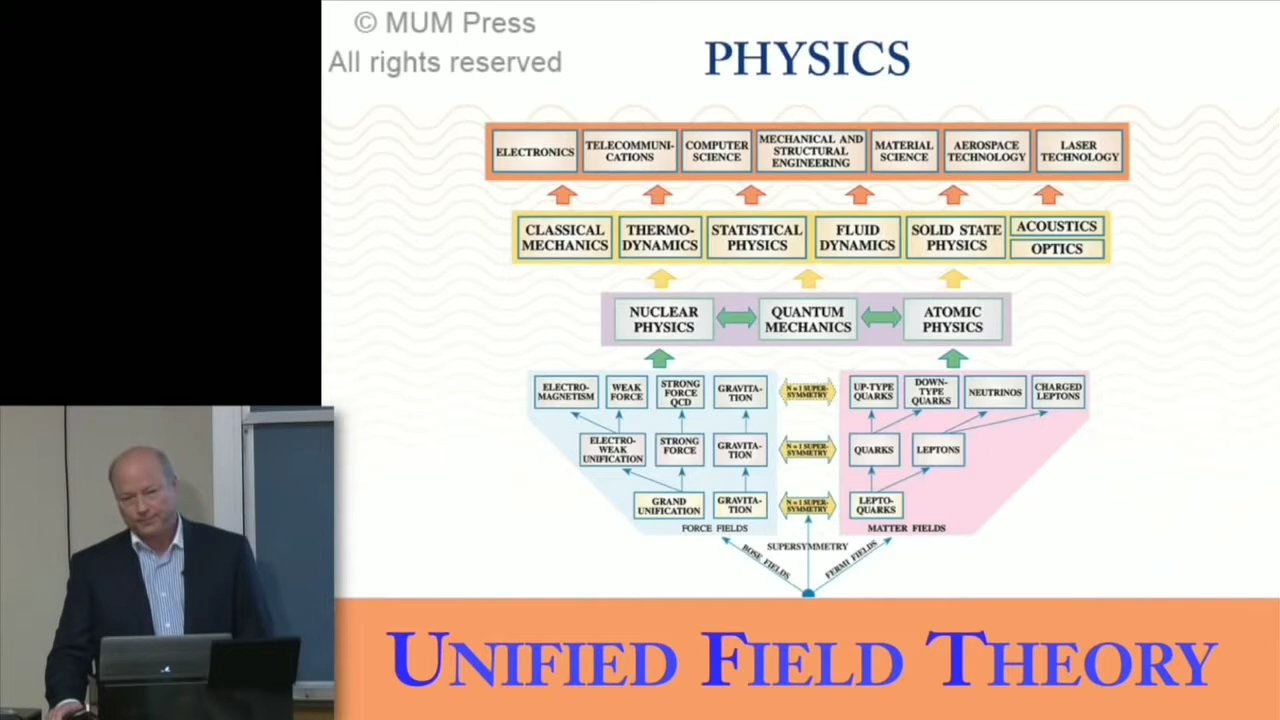 © MUM Press
All rights reserved
PHYSICS
ELECTRONICS
TELECOMMUNI-
CATIONS
COMPUTER
SCIENCE
MECHANICAL AND
STRUCTURAL
ENGINEERING
MATERIAL
SCIENCE
AEROSPACE
TECHNOLOGY
LASER
TECHNOLOGY
CLASSICAL
MECHANICS
THERMO-
DYNAMICS
STATISTICAL
PHYSICS
FLUID
DYNAMICS
SOLID STATE
PHYSICS
ACOUSTICS
OPTICS
NUCLEAR
PHYSICS
QUANTUM
MECHANICS
ATOMIC
PHYSICS
ELECTRO-
MAGNETISM
WEAK
FORCE
STRONG
FORCE
QCD
GRAVITA-
TION
N = 1 SUPER-
SYMMETRY
UP-TYPE
QUARKS
DOWN-
TYPE
QUARKS
NEUTRINOS
CHARGED
LEPTONS
ELECTRO-
WEAK
UNIFICATION
STRONG
FORCE
GRAVITA-
TION
N = 1 SUPER-
SYMMETRY
QUARKS
LEPTONS
GRAND
UNIFICATION
GRAVITA-
TION
N = 1 SUPER-
SYMMETRY
LEPTO-
QUARKS
FORCE FIELDS
MATTER FIELDS
SUPERSYMMETRY
BOSE FIELDS
FERMI FIELDS
UNIFIED FIELD THEORY